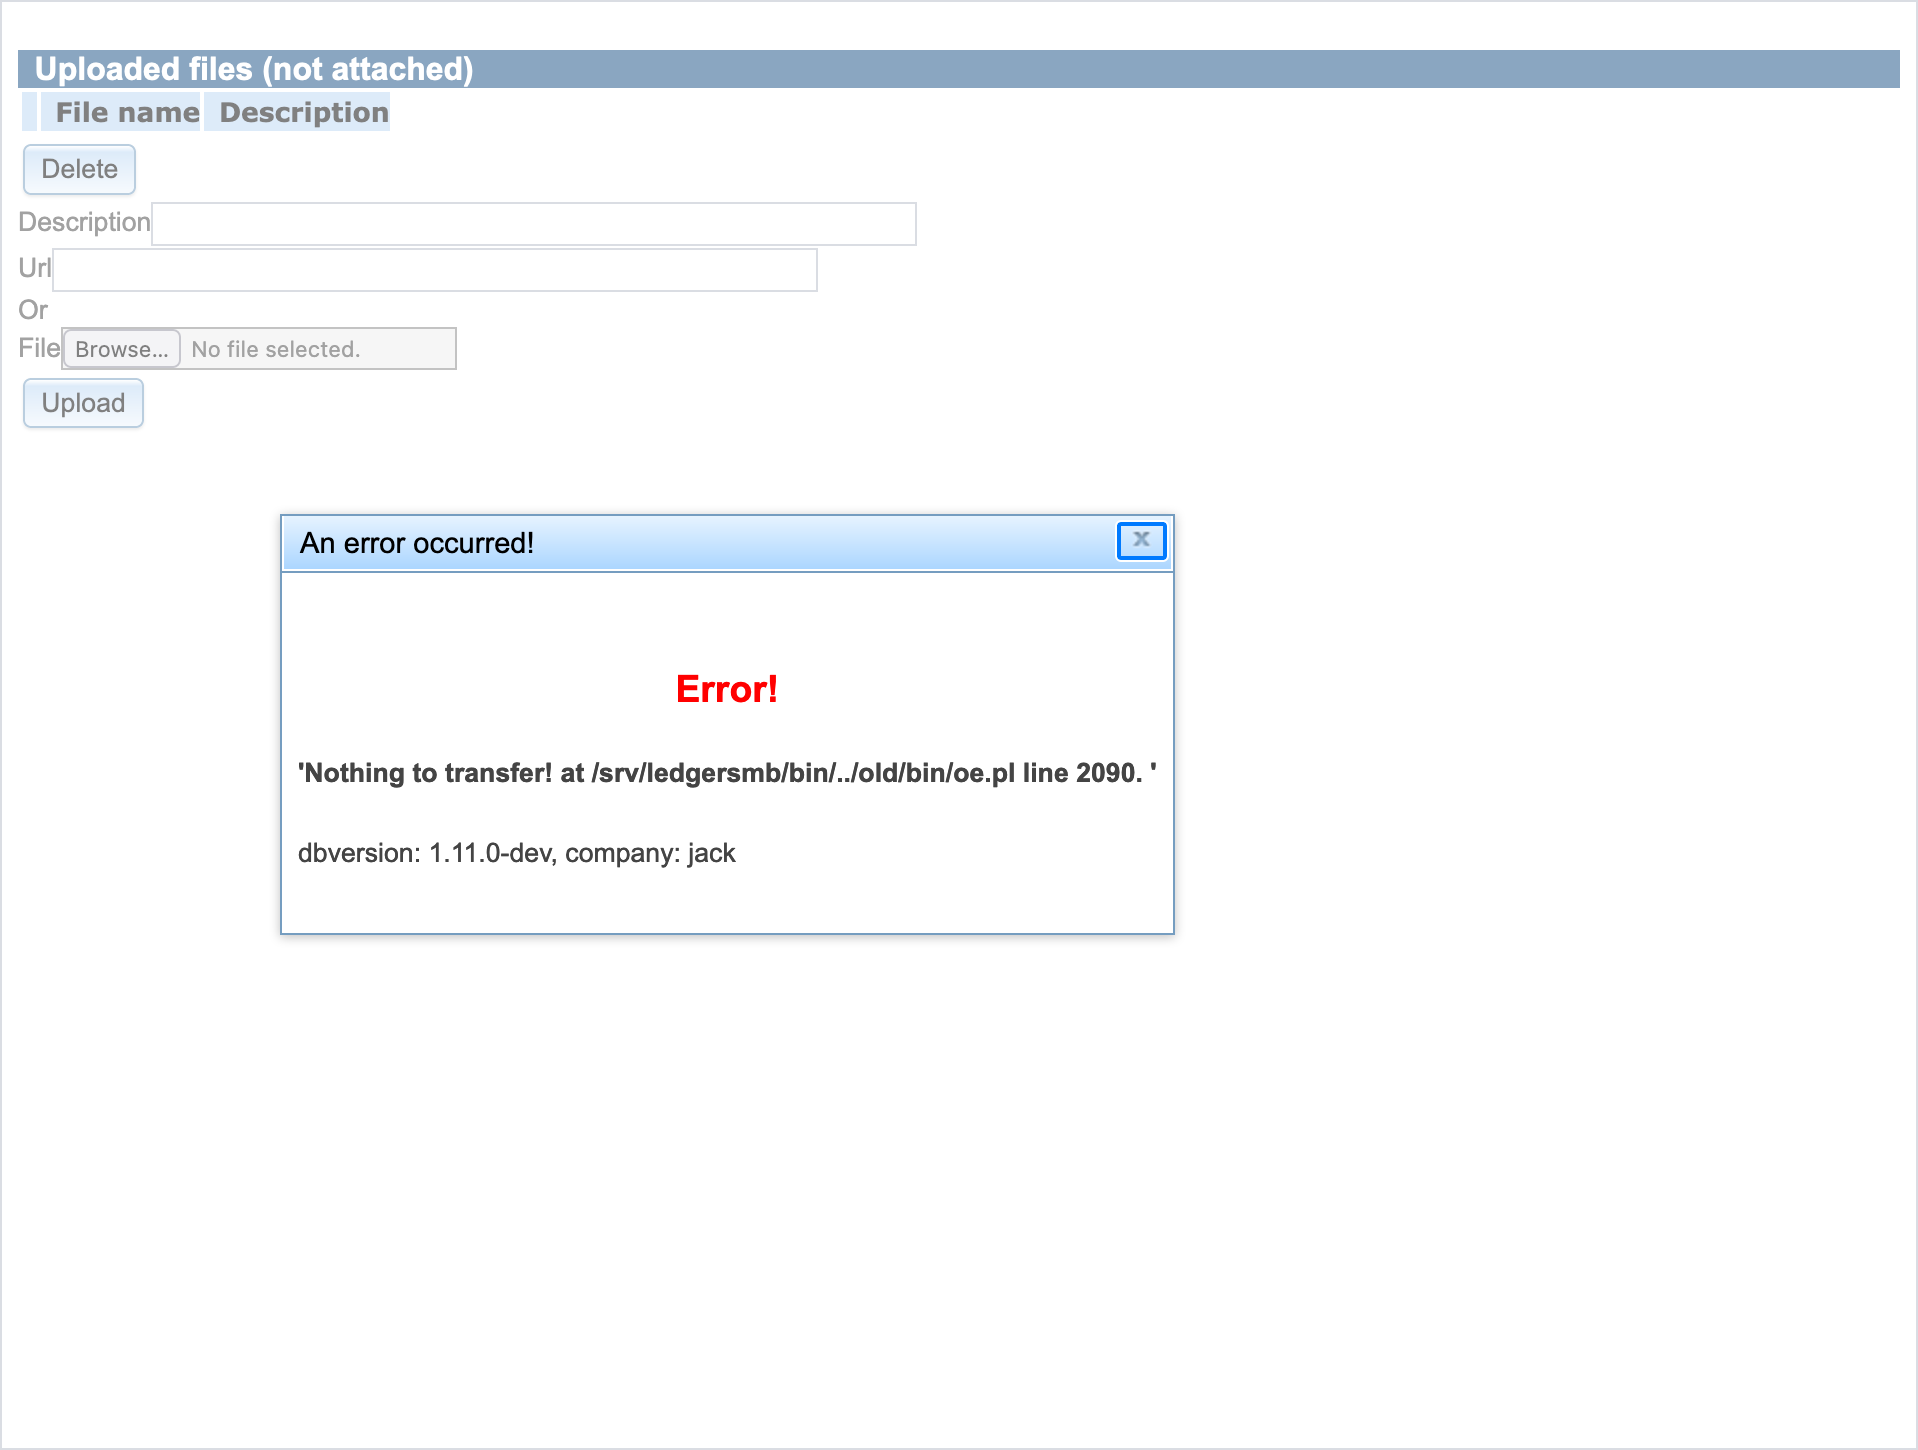 Uploaded files (not attached)
File name Description
Delete
Description
Url
Or
File Browse... No file selected.
Upload
An error occurred! x
Error!
'Nothing to transfer! at /srv/ledgersmb/bin/../old/bin/oe.pl line 2090. '
dbversion: 1.11.0-dev, company: jack